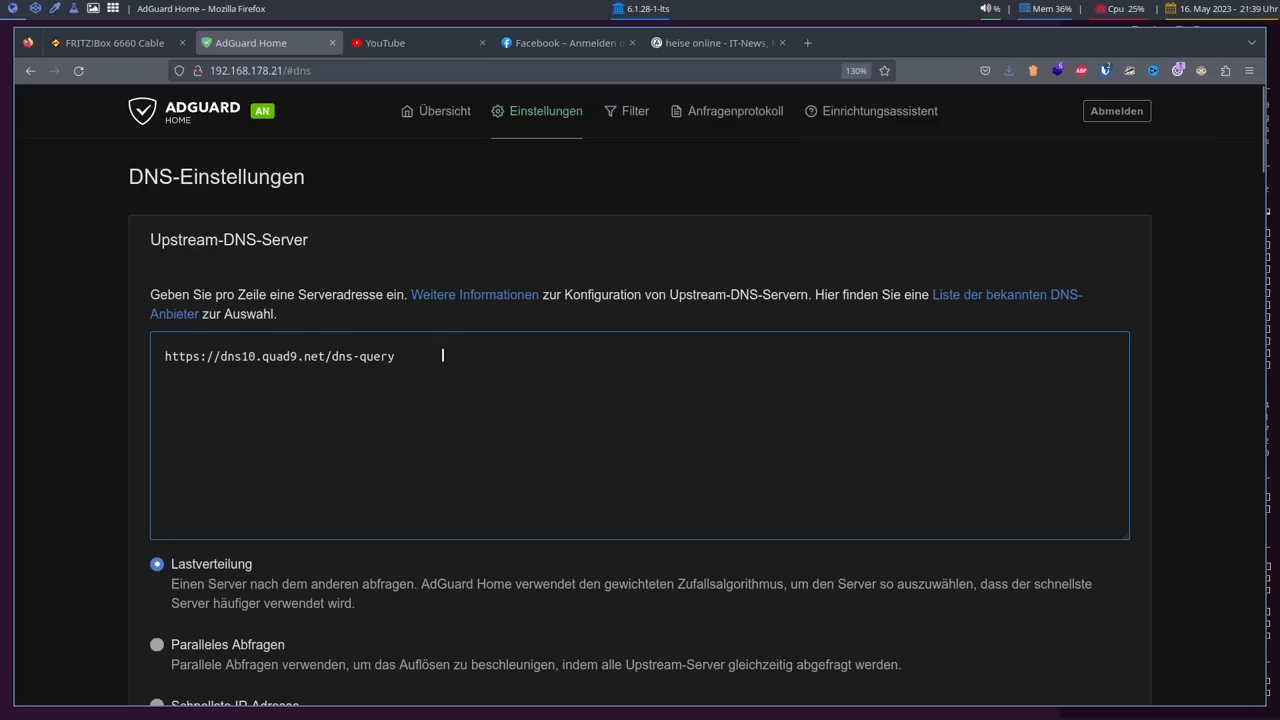 AdGuard Home – Mozilla Firefox
6.1.28-1-lts
%
Mem 36%
Cpu 25%
16. May 2023 - 21:39 Uhr
FRITZ!Box 6660 Cable
AdGuard Home
YouTube
Facebook – Anmelden
heise online - IT-News,
192.168.178.21/#dns
130%
ADGUARD
HOME
AN
Übersicht
Einstellungen
Filter
Anfragenprotokoll
Einrichtungsassistent
Abmelden
DNS-Einstellungen
Upstream-DNS-Server
Geben Sie pro Zeile eine Serveradresse ein. Weitere Informationen zur Konfiguration von Upstream-DNS-Servern. Hier finden Sie eine Liste der bekannten DNS-
Anbieter zur Auswahl.
https://dns10.quad9.net/dns-query
Lastverteilung
Einen Server nach dem anderen abfragen. AdGuard Home verwendet den gewichteten Zufallsalgorithmus, um den Server so auszuwählen, dass der schnellste
Server häufiger verwendet wird.
Paralleles Abfragen
Parallele Abfragen verwenden, um das Auflösen zu beschleunigen, indem alle Upstream-Server gleichzeitig abgefragt werden.
Schnellste IP-Adresse